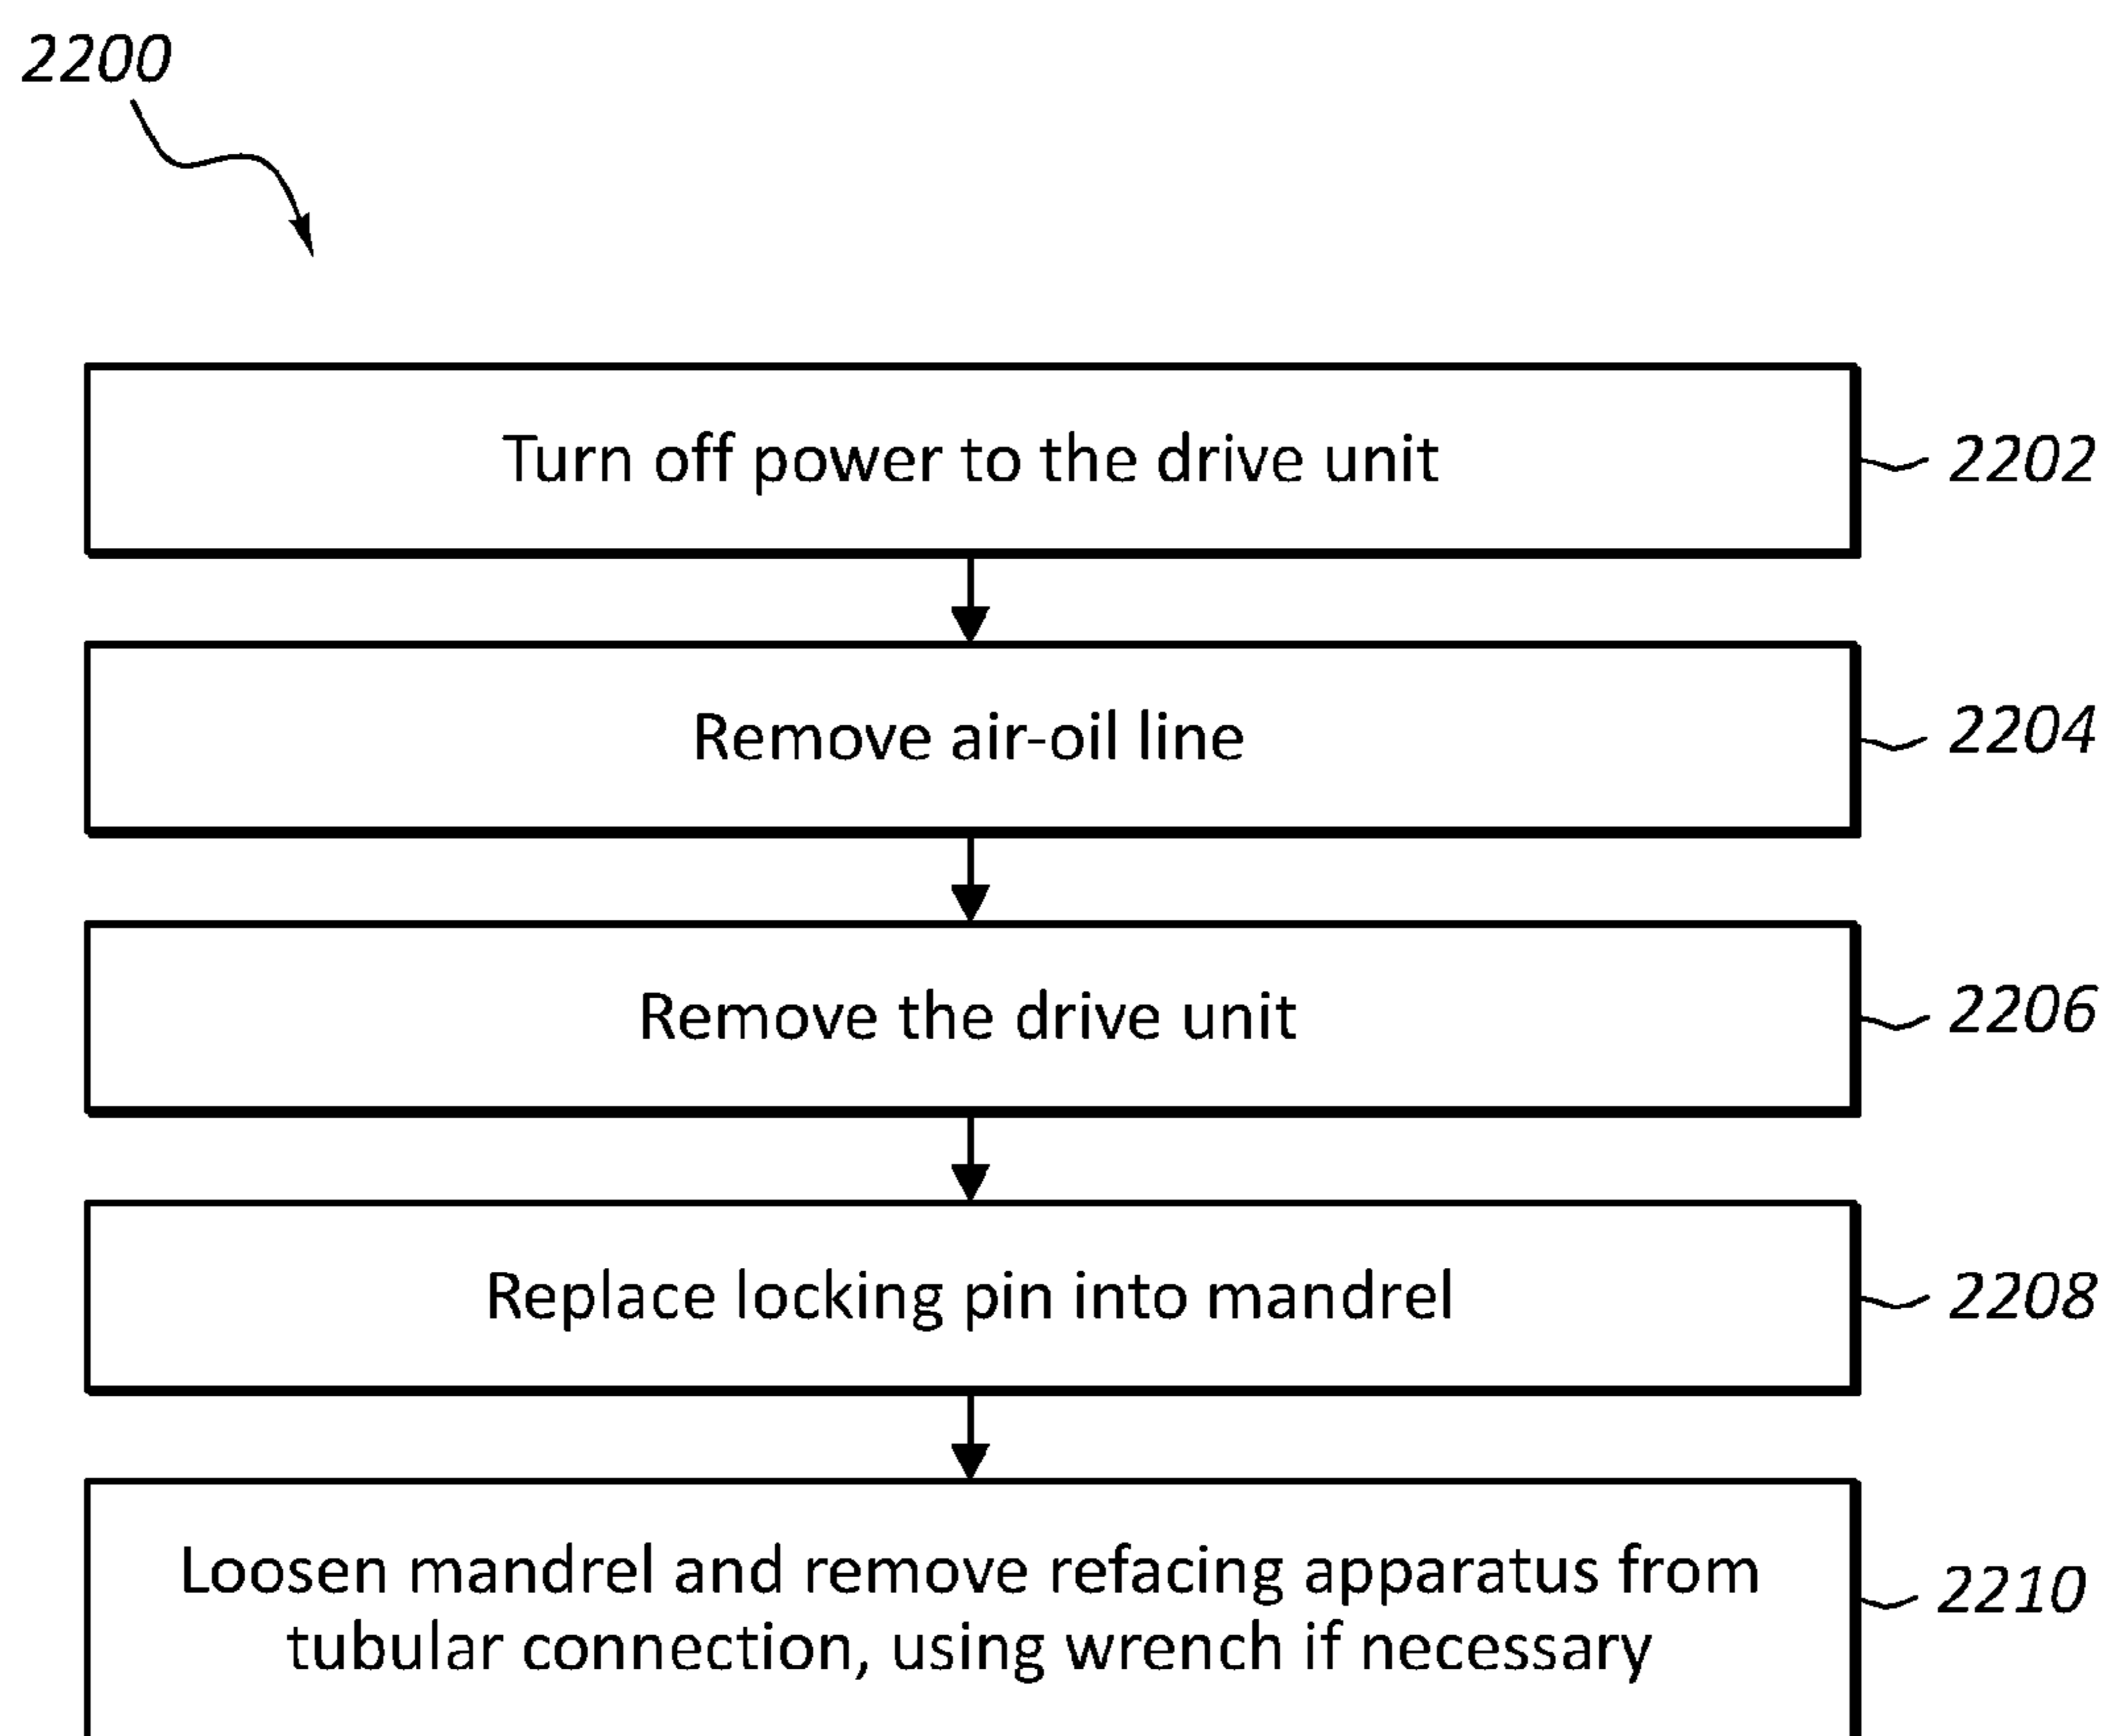 2200
Turn off power to the drive unit
2202
Remove air-oil line
2204
Remove the drive unit
2206
Replace locking pin into mandrel
2208
Loosen mandrel and remove refacing apparatus from
tubular connection, using wrench if necessary
2210